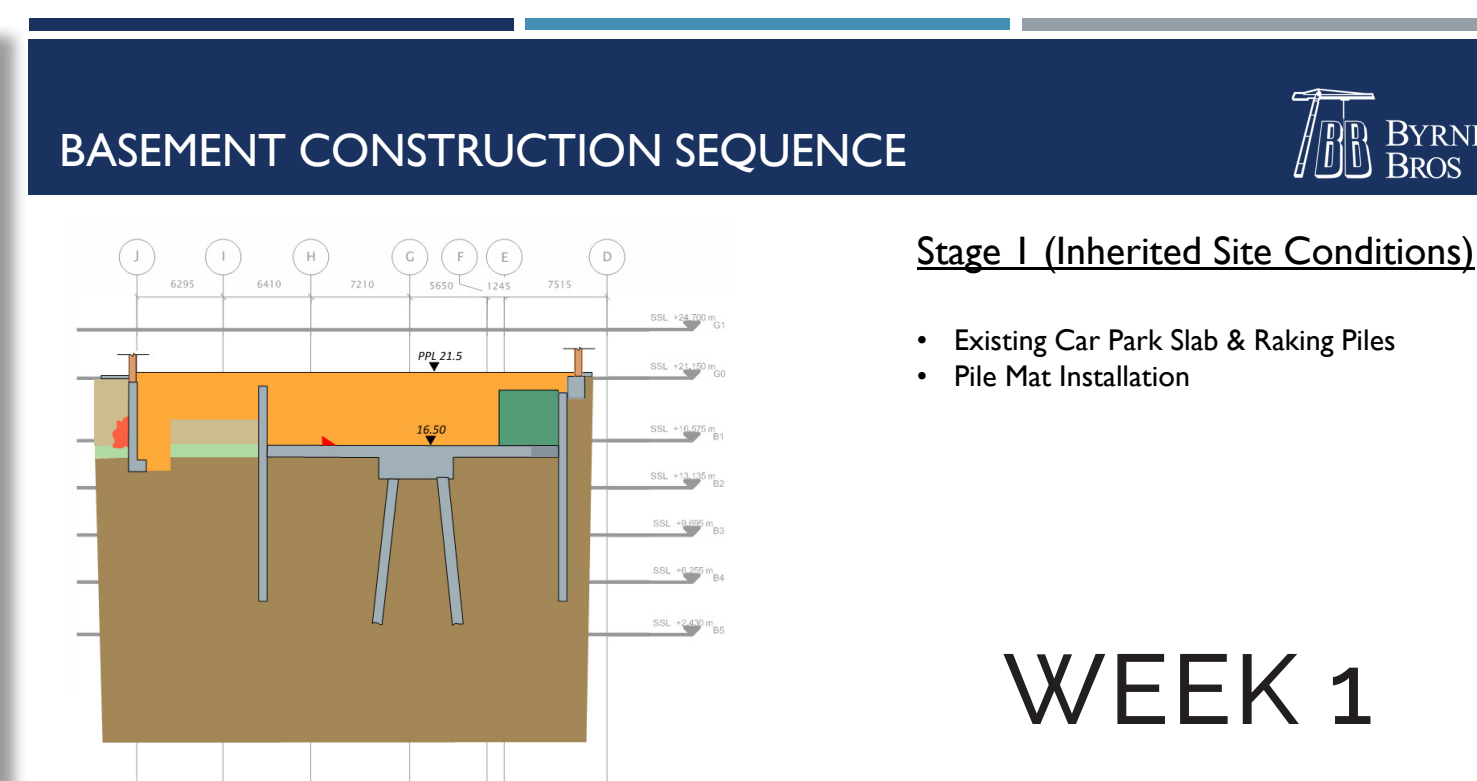 BASEMENT CONSTRUCTION SEQUENCE
BB
BYRNE
BROS
Stage 1 (Inherited Site Conditions)
• Existing Car Park Slab & Raking Piles
• Pile Mat Installation
J I H G F E D
6295 6410 7210 5650 1245 7515
SSL +24,700 m
G1
PPL 21.5
SSL +21,150 m
G0
16.50
SSL +16,575 m
B1
SSL +13,135 m
B2
SSL +9,695 m
B3
SSL +6,255 m
B4
SSL +2,430 m
B5
WEEK 1